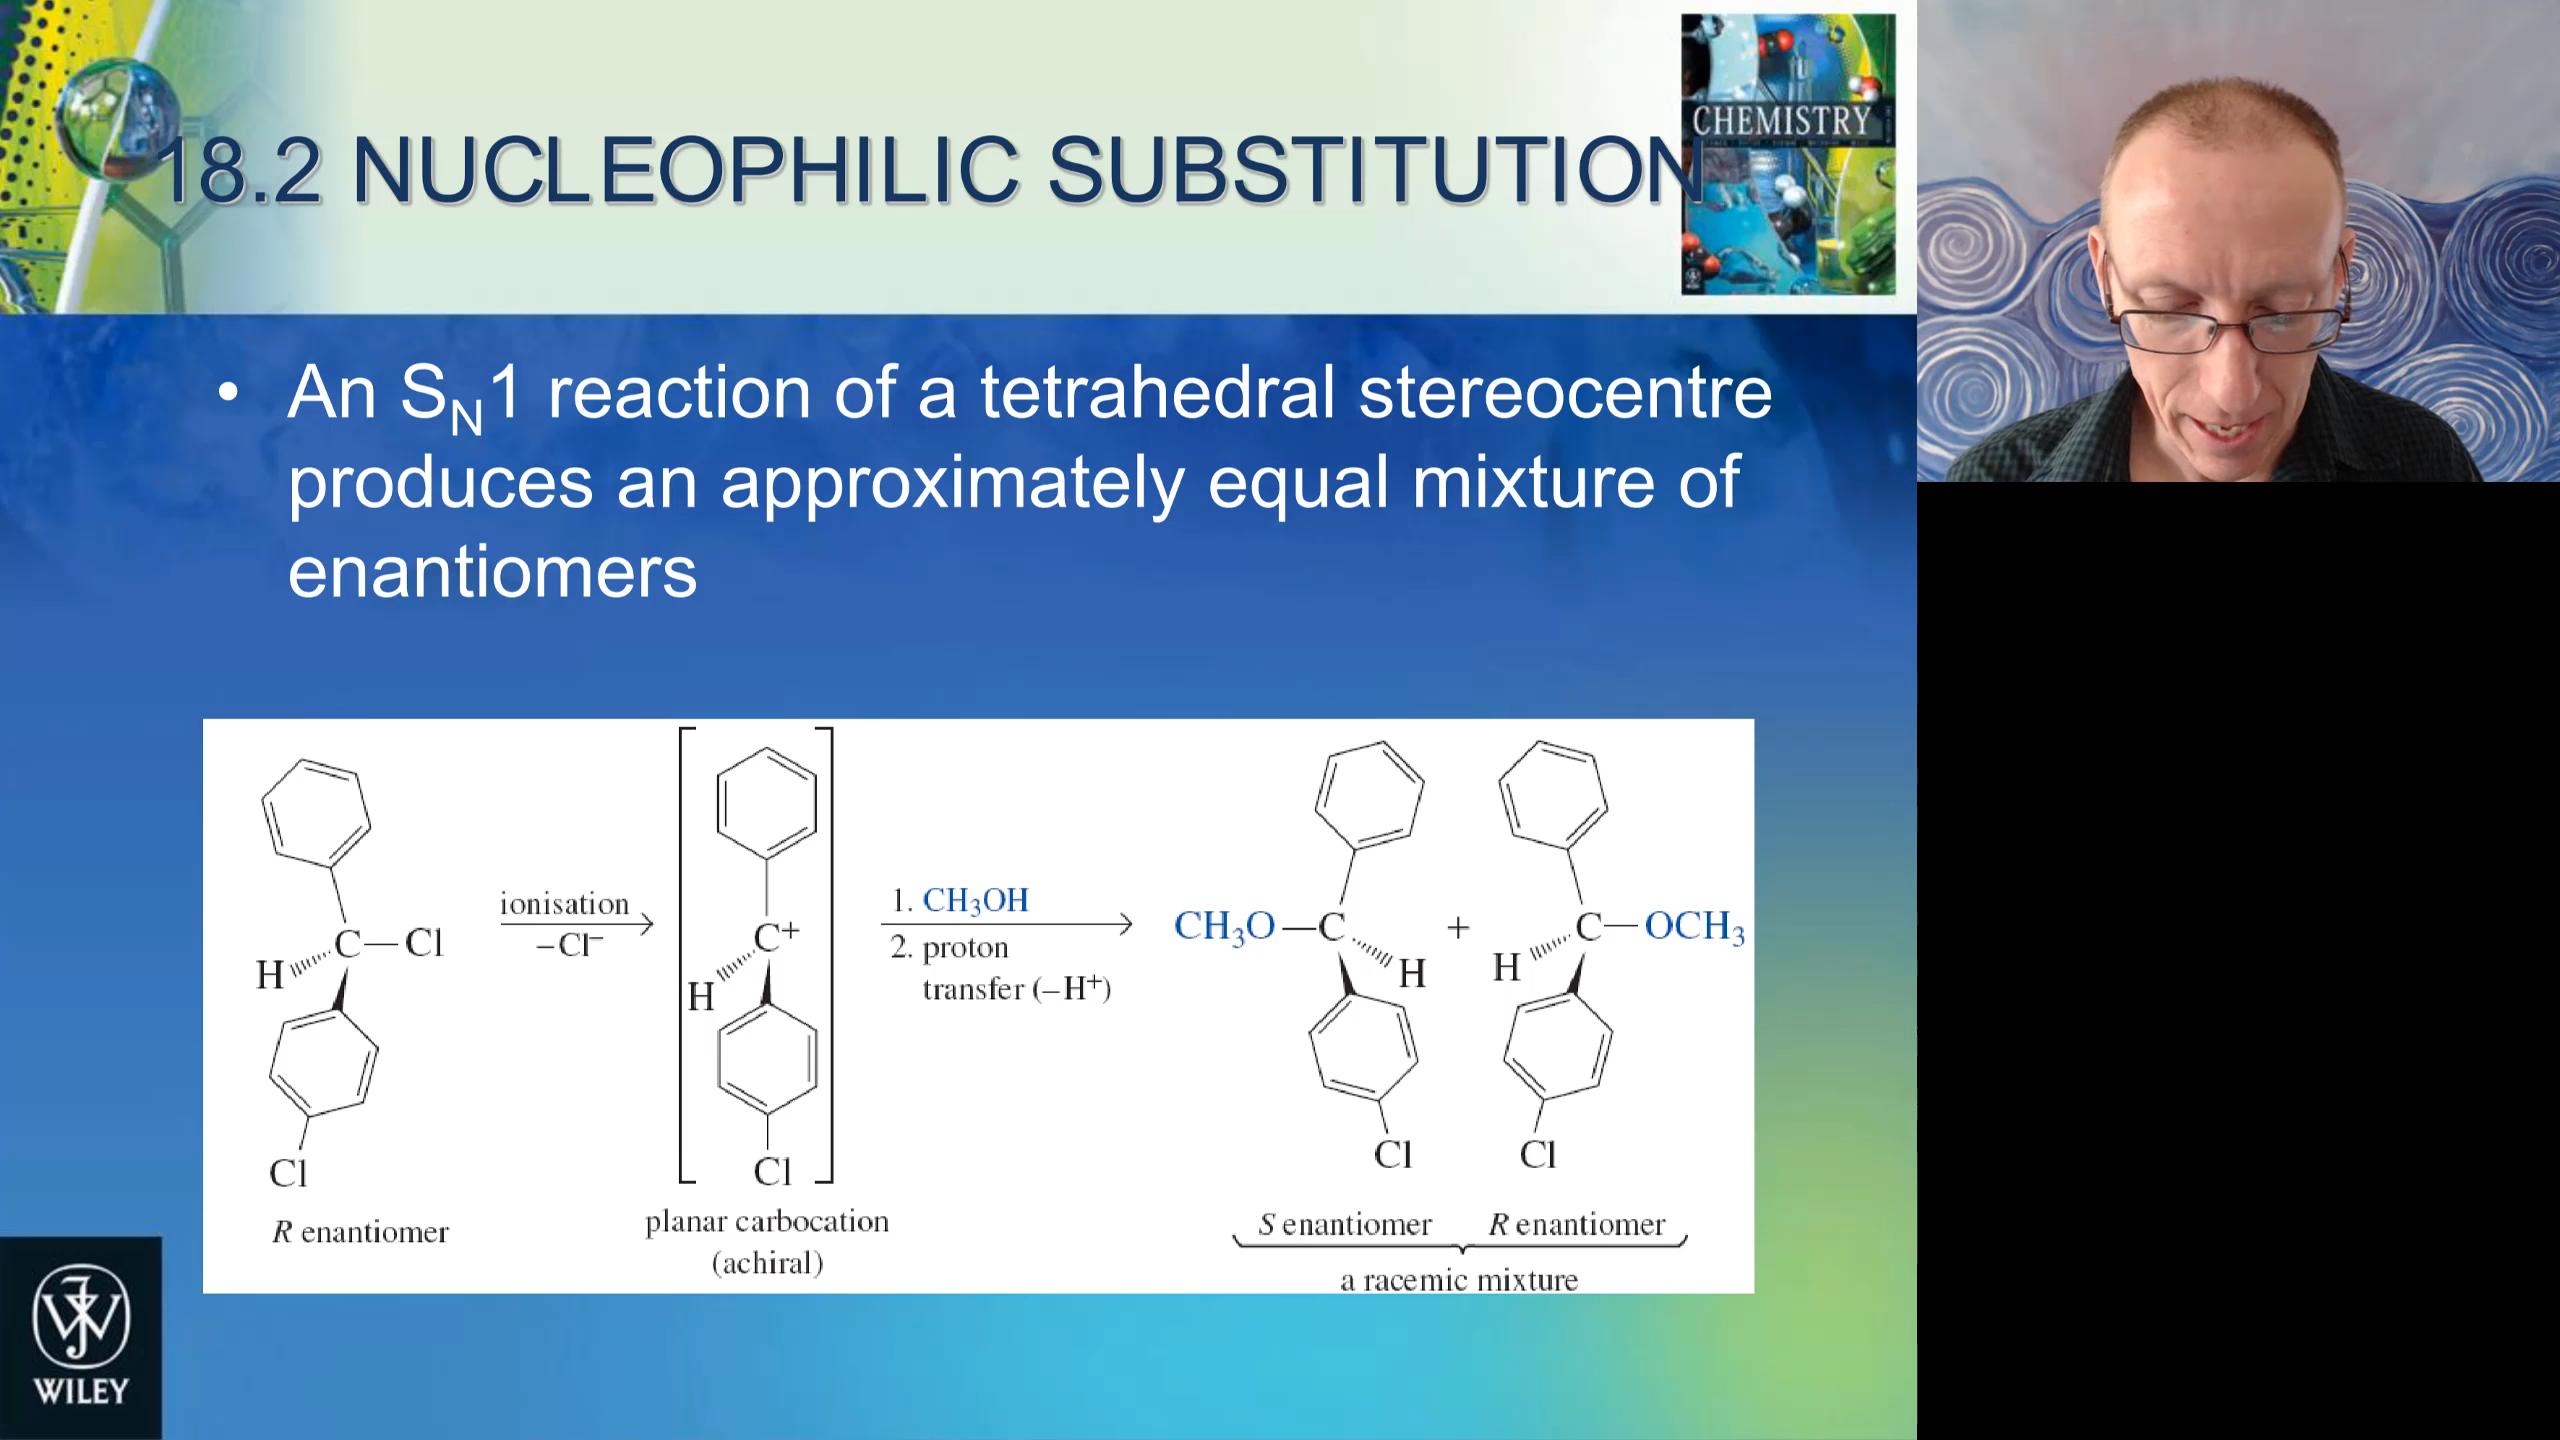 18.2 NUCLEOPHILIC SUBSTITUTION
CHEMISTRY
• An SN1 reaction of a tetrahedral stereocentre
produces an approximately equal mixture of
enantiomers
C—Cl
H
Cl
R enantiomer
ionisation
–Cl–
C+
H
Cl
planar carbocation
(achiral)
1. CH3OH
2. proton
transfer (–H+)
CH3O—C
H
Cl
S enantiomer
+
C—OCH3
H
Cl
R enantiomer
a racemic mixture
WILEY